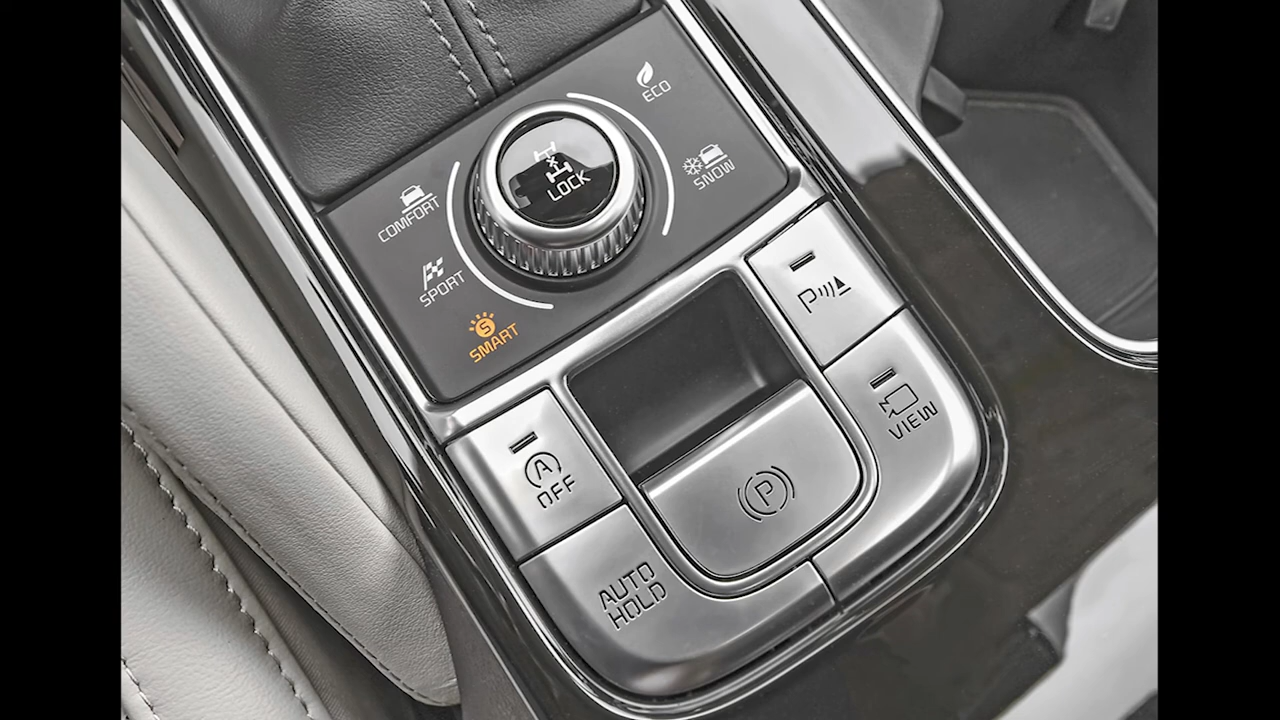 ECO
LOCK
SNOW
COMFORT
SPORT
S
SMART
P
VIEW
A
OFF
P
AUTO
HOLD